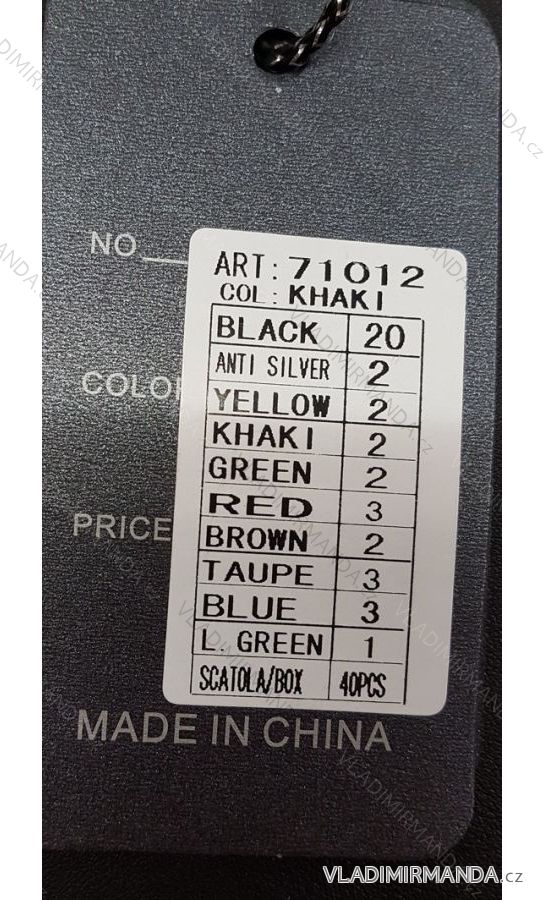 NO
ART: 71012
COL: KHAKI
BLACK 20
ANTI SILVER 2
YELLOW 2
COLOR
KHAKI 2
GREEN 2
RED 3
PRICE
BROWN 2
TAUPE 3
BLUE 3
L. GREEN 1
SCATOLA/BOX 40PCS
MADE IN CHINA
VLADIMIRMANDA.cz